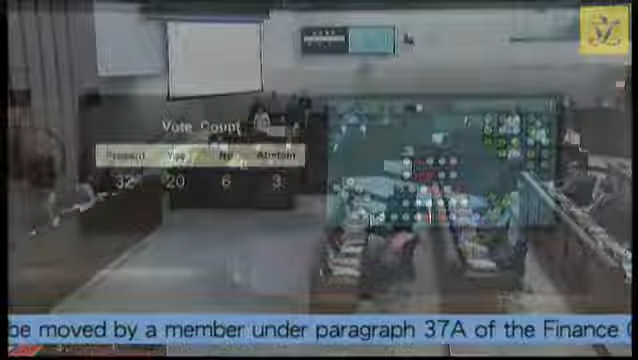 Vote Count
Present Yes No Abstain
32 20 6 3
be moved by a member under paragraph 37A of the Finance